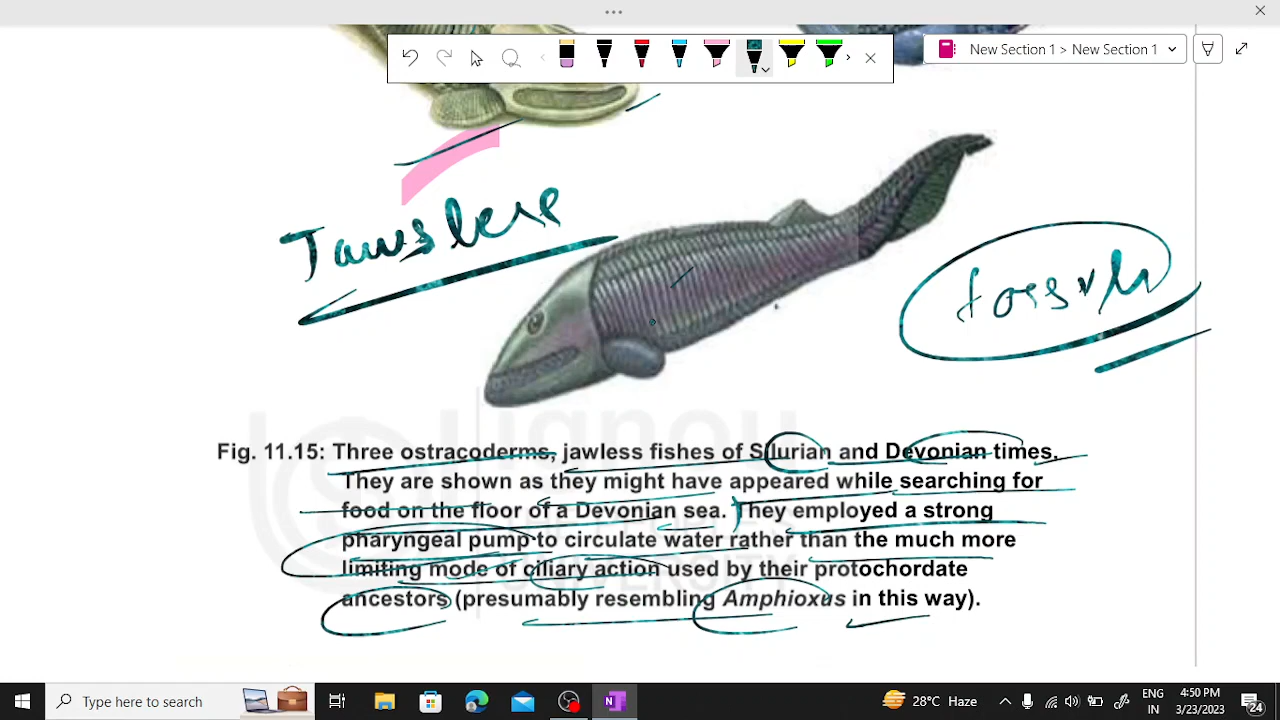 New Section 1 > New Section 1
Jawsless
fossils
ignou
THE PEOPLE'S
UNIVERSITY
Fig. 11.15: Three ostracoderms, jawless fishes of Silurian and Devonian times.
They are shown as they might have appeared while searching for
food on the floor of a Devonian sea. They employed a strong
pharyngeal pump to circulate water rather than the much more
limiting mode of ciliary action used by their protochordate
ancestors (presumably resembling Amphioxus in this way).
Type here to search
28°C Haze
ENG
IN
4:50 PM
3/23/2023
24